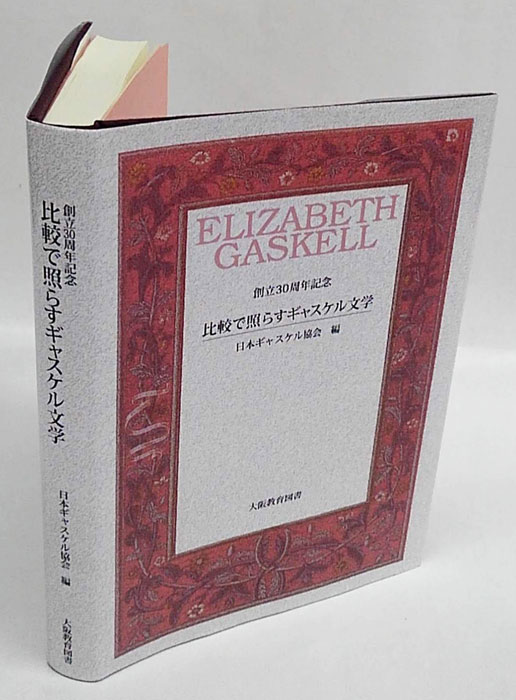 創立30周年記念
比較で照らすギャスケル文学
日本ギャスケル協会 編
大阪教育図書
ELIZABETH
GASKELL
創立30周年記念
比較で照らすギャスケル文学
日本ギャスケル協会 編
大阪教育図書